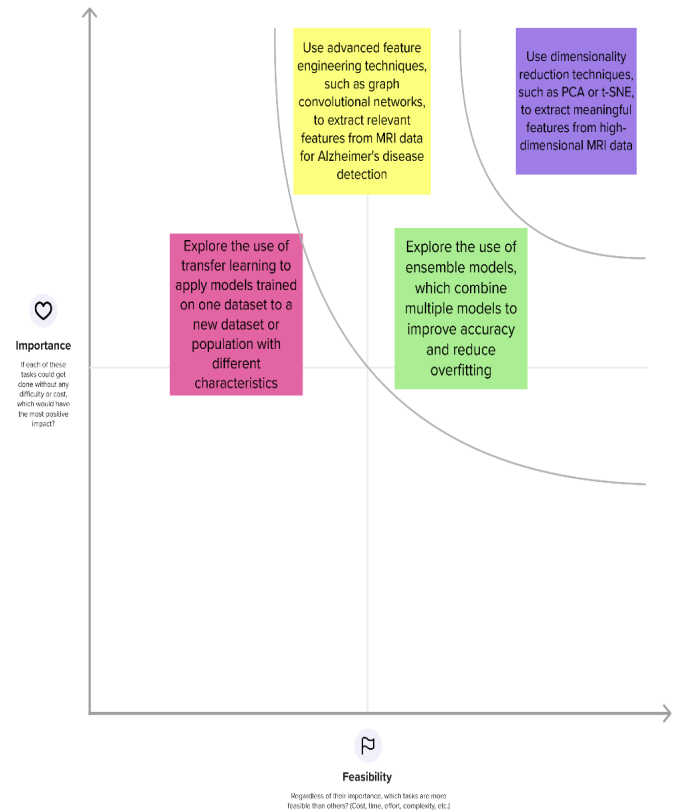 Use advanced feature
engineering techniques,
such as graph
convolutional networks,
to extract relevant
features from MRI data
for Alzheimer's disease
detection
Use dimensionality
reduction techniques,
such as PCA or t-SNE,
to extract meaningful
features from high-
dimensional MRI data
Explore the use of
transfer learning to
apply models trained
on one dataset to a
new dataset or
population with
different
characteristics
Explore the use of
ensemble models,
which combine
multiple models to
improve accuracy
and reduce
overfitting
Importance
If each of these
tasks could get
done without any
difficulty or cost,
which would have
the most positive
impact?
Feasibility
Regardless of their importance, which tasks are more
feasible than others? (Cost, time, effort, complexity, etc.)